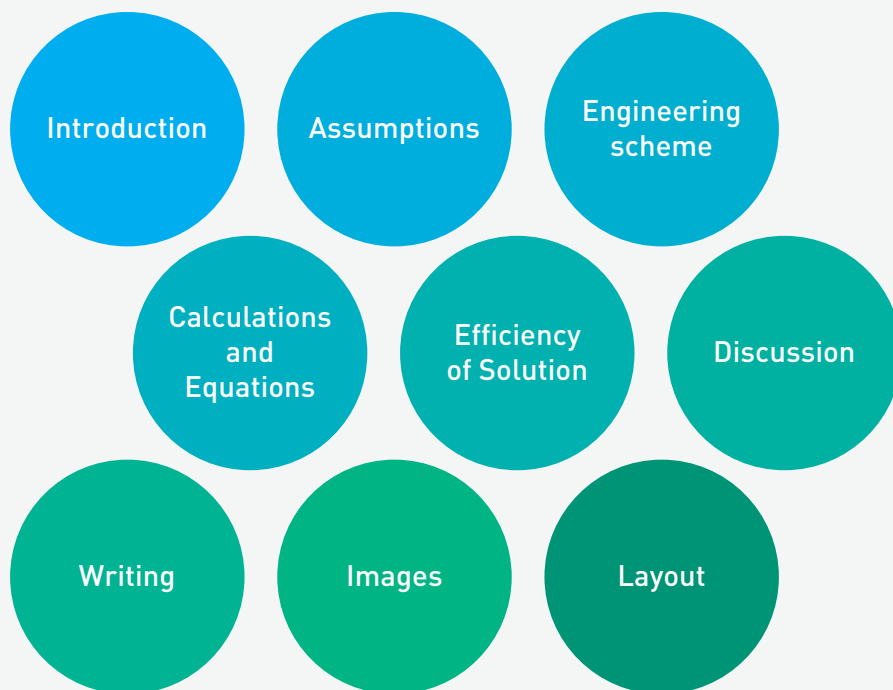 Introduction
Assumptions
Engineering
scheme
Calculations
and
Equations
Efficiency
of Solution
Discussion
Writing
Images
Layout